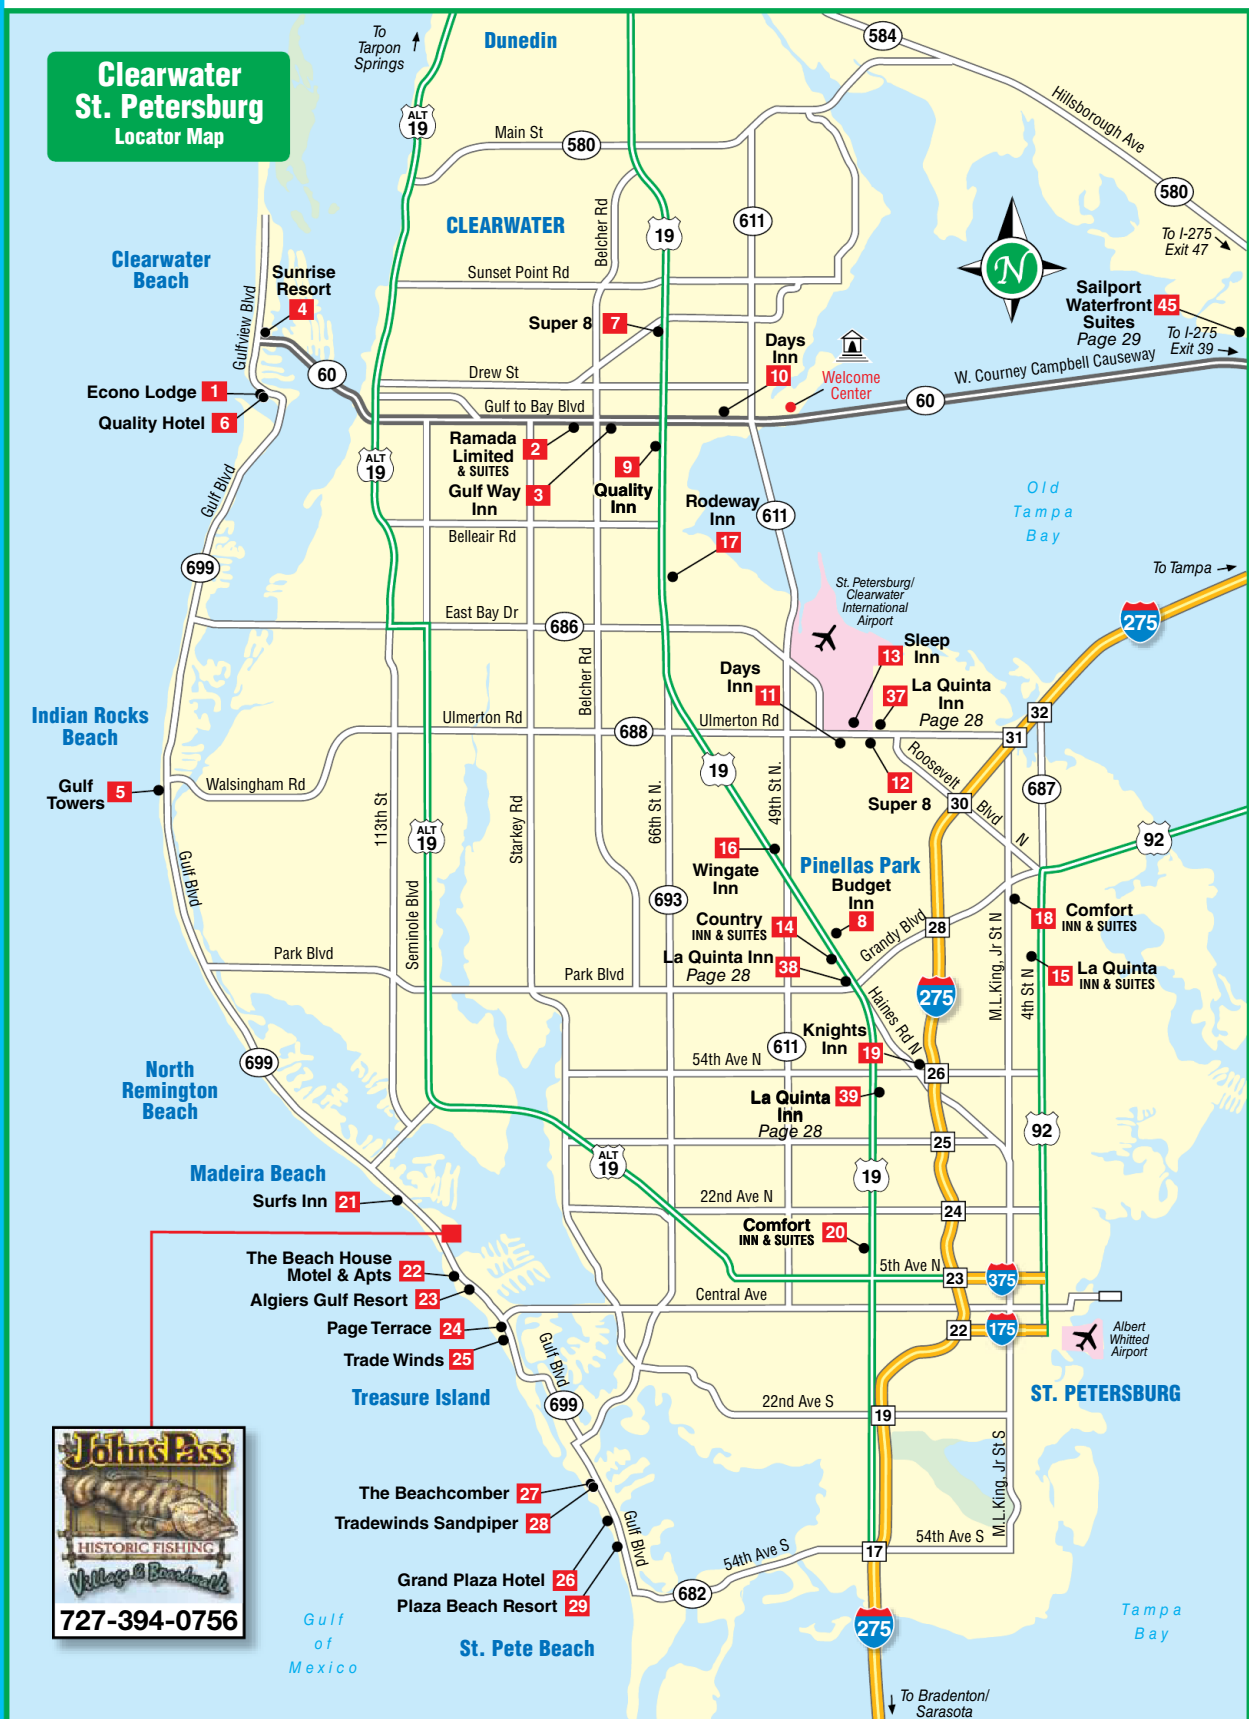 Clearwater
St. Petersburg
Locator Map
To
Tarpon
Springs
Dunedin
584
Hillsborough Ave
ALT
19
Main St
580
580
CLEARWATER
Belcher Rd
19
611
To I-275
Exit 47
N
Clearwater
Beach
Sunset Point Rd
Sunrise
Resort
4
Gulfview Blvd
Sailport
Waterfront
Suites
Page 29
45
To I-275
Exit 39
Super 8 7
Days
Inn
10
Welcome
Center
60
Drew St
W. Courney Campbell Causeway
60
Econo Lodge 1
Quality Hotel 6
Gulf to Bay Blvd
Ramada
Limited
& SUITES
2
Gulf Way
Inn
3
9
Quality
Inn
ALT
19
Gulf Blvd
Rodeway
Inn
17
611
Old
Tampa
Bay
Belleair Rd
699
To Tampa
St. Petersburg/
Clearwater
International
Airport
East Bay Dr
686
275
13
Sleep
Inn
Belcher Rd
Days
Inn
11
37
La Quinta
Inn
Page 28
Indian Rocks
Beach
Ulmerton Rd
688
Ulmerton Rd
32
31
Roosevelt
Blvd
N
Gulf
Towers
5
Walsingham Rd
19
12
Super 8
687
30
113th St
Starkey Rd
66th St N.
49th St N.
ALT
19
92
Gulf Blvd
16
Wingate
Inn
Pinellas Park
Budget
Inn
8
693
Seminole Blvd
Country
INN & SUITES
14
Grandy Blvd
28
18
Comfort
INN & SUITES
La Quinta Inn
Page 28
38
Park Blvd
Park Blvd
M.L.King, Jr St N
4th St N
15
La Quinta
INN & SUITES
275
Haines Rd N
Knights
Inn
19
611
699
54th Ave N
26
North
Remington
Beach
La Quinta
Inn
Page 28
39
92
25
ALT
19
19
Madeira Beach
Surfs Inn 21
22nd Ave N
24
Comfort
INN & SUITES
20
The Beach House
Motel & Apts
22
5th Ave N
23
375
Algiers Gulf Resort 23
Central Ave
Page Terrace 24
22
175
Albert
Whitted
Airport
Trade Winds 25
Gulf Blvd
Treasure Island
699
22nd Ave S
19
ST. PETERSBURG
John's Pass
HISTORIC FISHING
Village & Boardwalk
727-394-0756
The Beachcomber 27
Tradewinds Sandpiper 28
Gulf Blvd
M.L.King, Jr St S
54th Ave S
17
54th Ave S
Grand Plaza Hotel 26
Plaza Beach Resort 29
682
275
Gulf
of
Mexico
St. Pete Beach
Tampa
Bay
To Bradenton/
Sarasota